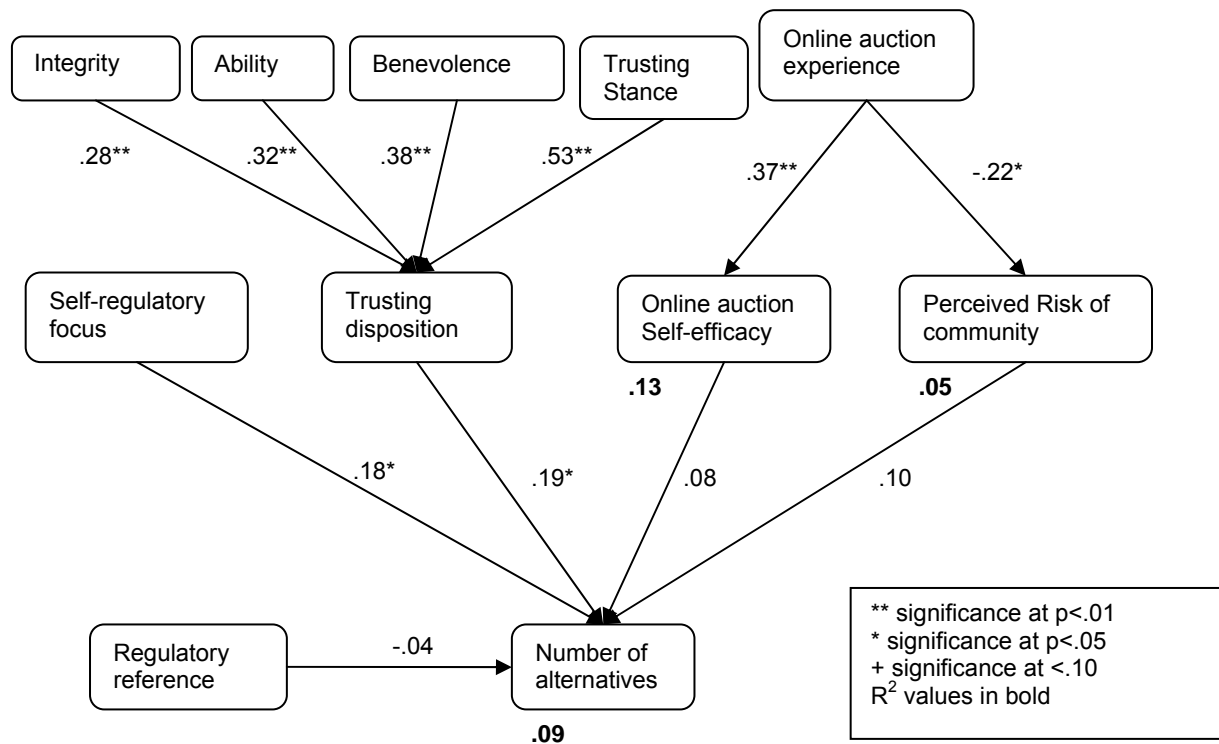 Integrity
Ability
Benevolence
Trusting
Stance
Online auction
experience
.28**
.32**
.38**
.53**
.37**
-.22*
Self-regulatory
focus
Trusting
disposition
Online auction
Self-efficacy
Perceived Risk of
community
.13
.05
.18*
.19*
.08
.10
Regulatory
reference
-.04
Number of
alternatives
.09
** significance at p<.01
* significance at p<.05
+ significance at <.10
R² values in bold